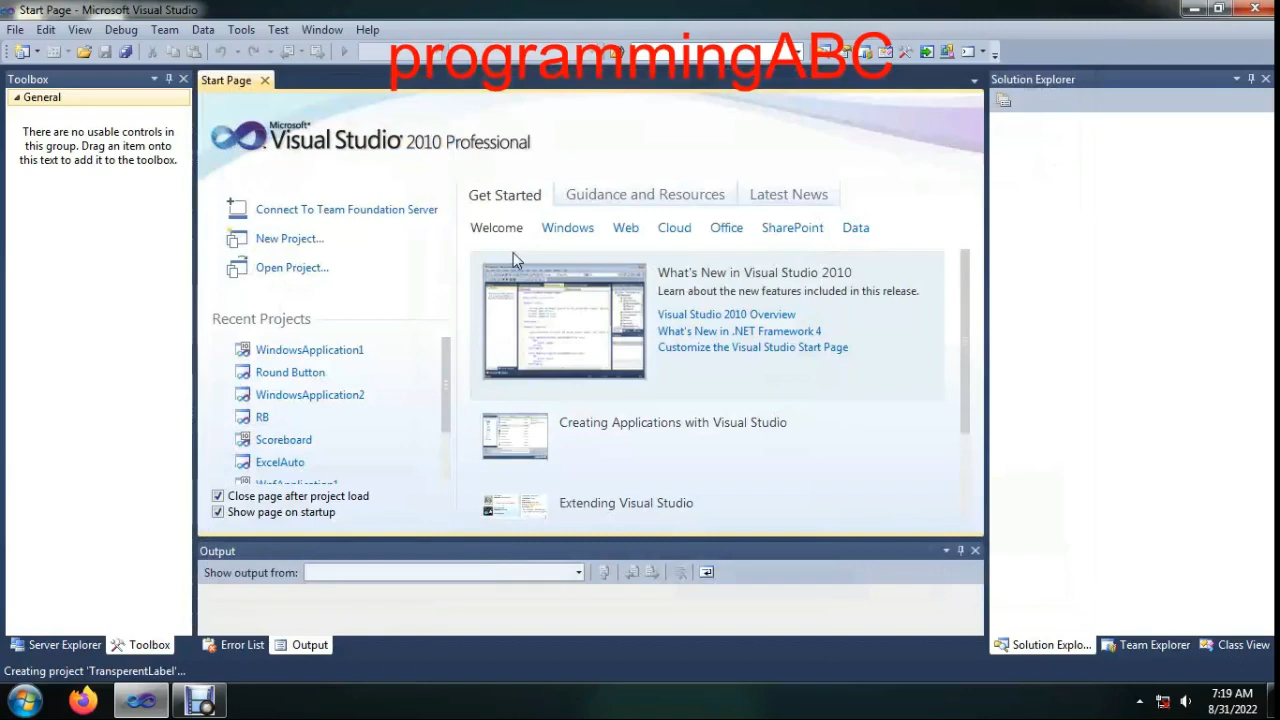 Start Page - Microsoft Visual Studio
File Edit View Debug Team Data Tools Test Window Help
programmingABC
Toolbox
General
There are no usable controls in
this group. Drag an item onto
this text to add it to the toolbox.
Start Page
Microsoft®
Visual Studio® 2010 Professional
Connect To Team Foundation Server
New Project...
Open Project...
Recent Projects
WindowsApplication1
Round Button
WindowsApplication2
RB
Scoreboard
ExcelAuto
WpfApplication1
Close page after project load
Show page on startup
Get Started Guidance and Resources Latest News
Welcome Windows Web Cloud Office SharePoint Data
What's New in Visual Studio 2010
Learn about the new features included in this release.
Visual Studio 2010 Overview
What's New in .NET Framework 4
Customize the Visual Studio Start Page
Creating Applications with Visual Studio
Extending Visual Studio
Solution Explorer
Output
Show output from:
Server Explorer Toolbox Error List Output Solution Explo... Team Explorer Class View
Creating project 'TransperentLabel'...
7:19 AM
8/31/2022